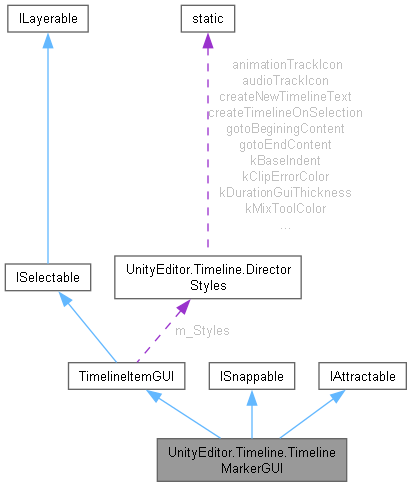 ILayerable
static
animationTrackIcon
audioTrackIcon
createNewTimelineText
createTimelineOnSelection
gotoBeginingContent
gotoEndContent
kBaseIndent
kClipErrorColor
kDurationGuiThickness
kMixToolColor
...
ISelectable
UnityEditor.Timeline.Director
Styles
m_Styles
TimelineItemGUI
ISnappable
IAttractable
UnityEditor.Timeline.Timeline
MarkerGUI